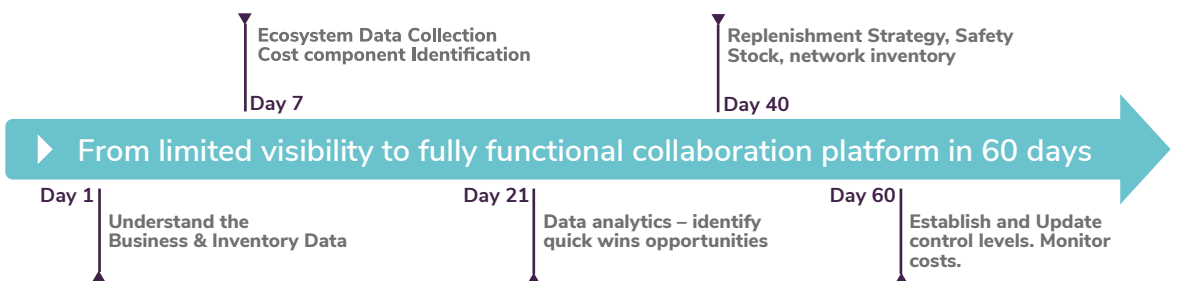 Ecosystem Data Collection
Cost component Identification
Day 7
Replenishment Strategy, Safety
Stock, network inventory
Day 40
From limited visibility to fully functional collaboration platform in 60 days
Day 1
Understand the
Business & Inventory Data
Day 21
Data analytics – identify
quick wins opportunities
Day 60
Establish and Update
control levels. Monitor
costs.